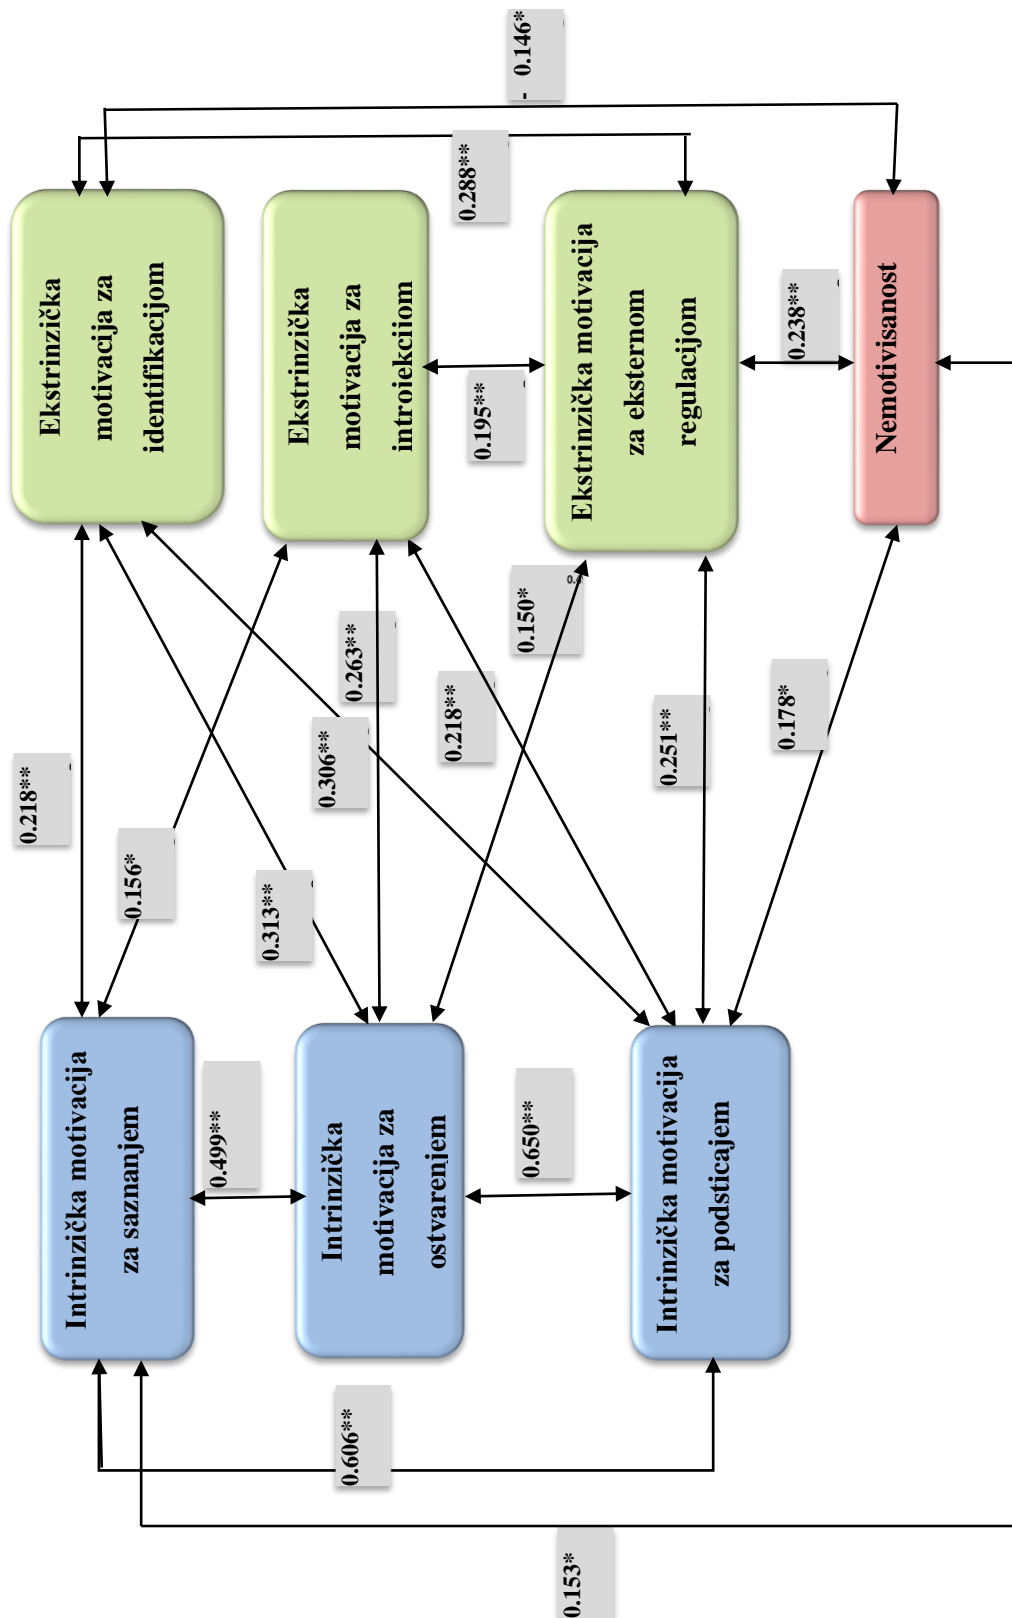 Intrinzička motivacija
za saznanjem
0.218**
Ekstrinzička
motivacija za
identifikacijom
0.156*
0.499**
0.313**
0.606**
Intrinzička
motivacija za
ostvarenjem
0.306**
0.263**
Ekstrinzička
motivacija za
introiekciiom
0.218**
0.288**
0.195**
0.650**
0.150*
- 0.146*
0.153*
Intrinzička motivacija
za podsticajem
0.251**
Ekstrinzička motivacija
za eksternom
regulacijom
0.178*
0.238**
Nemotivisanost